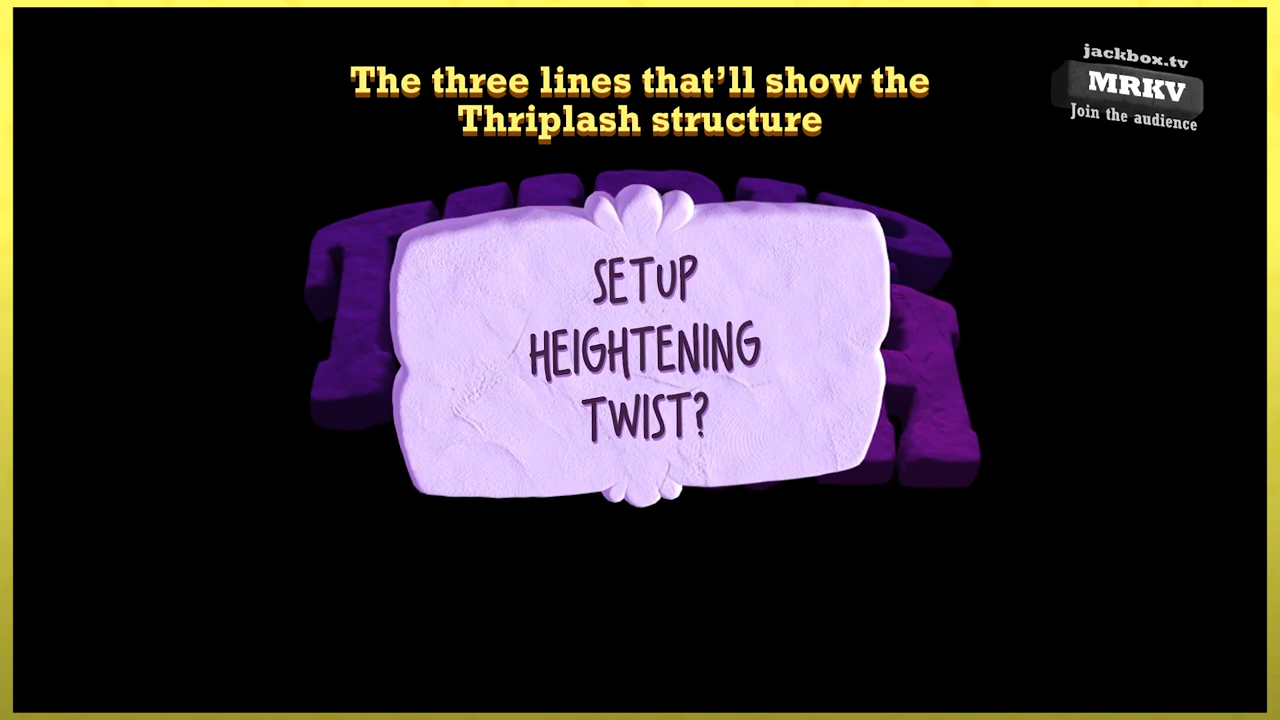 The three lines that’ll show the
Thriplash structure
jackbox.tv
MRKV
Join the audience
SETUP
HEIGHTENING
TWIST?